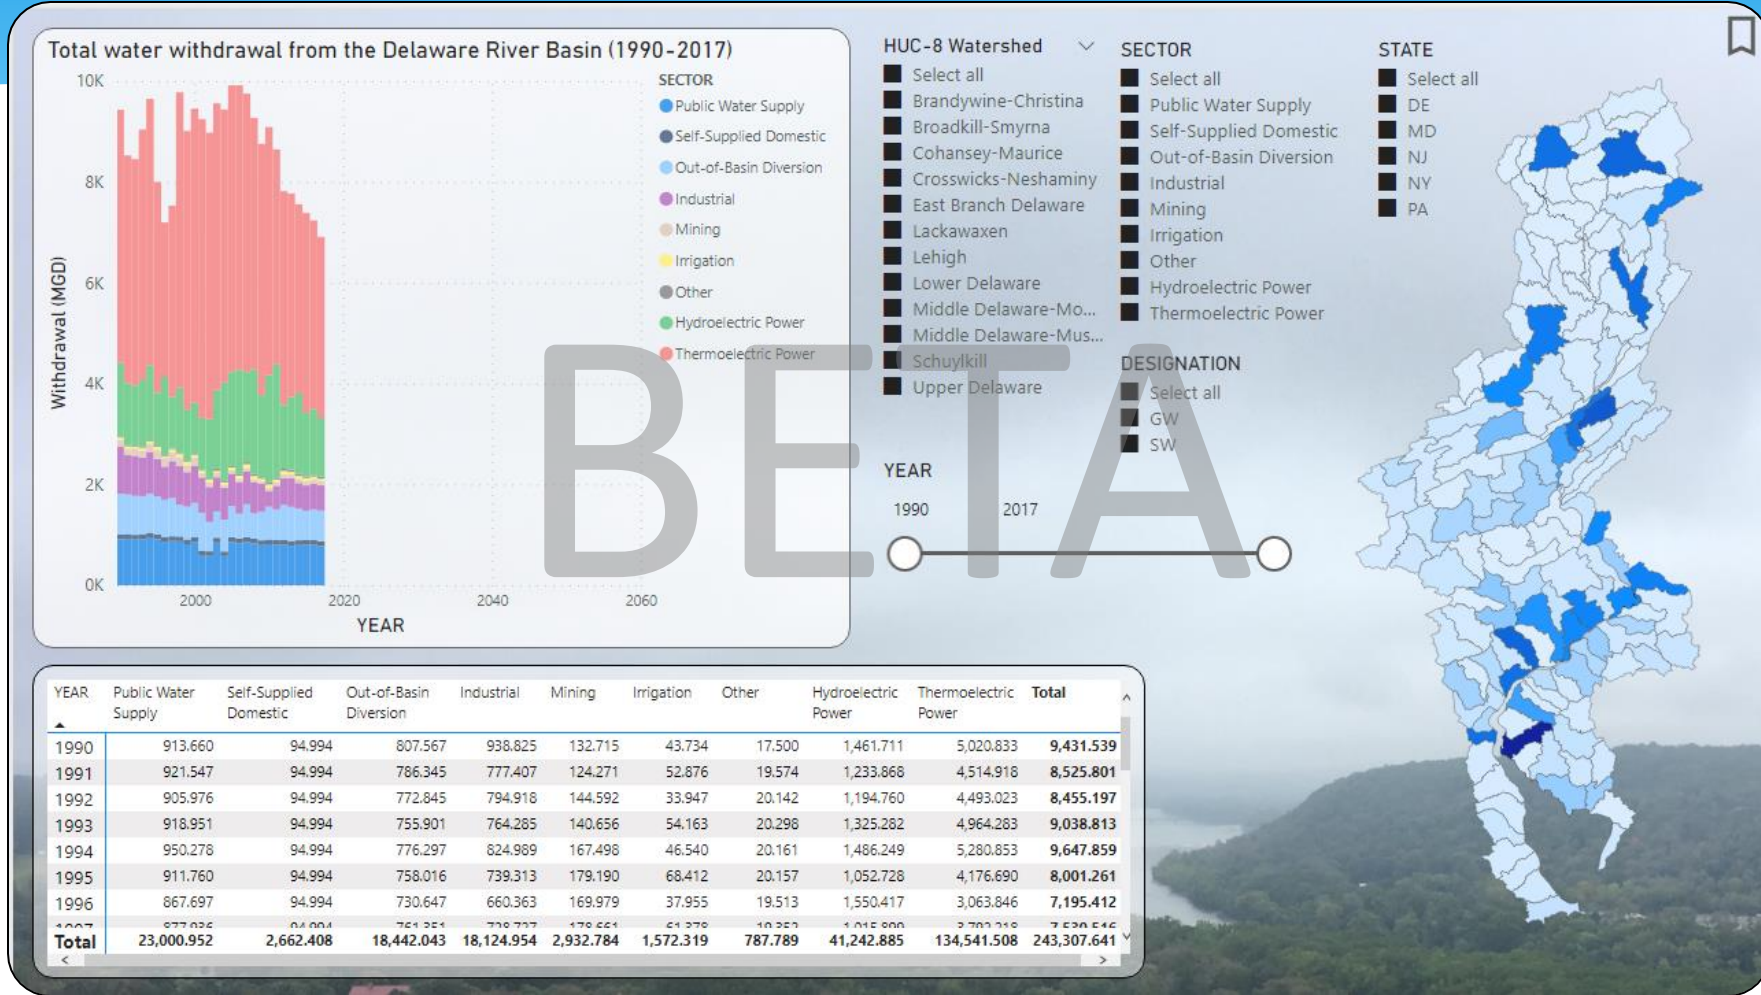 Total water withdrawal from the Delaware River Basin (1990-2017)
10K
8K
6K
4K
2K
0K
Withdrawal (MGD)
2000
2020
2040
2060
YEAR
SECTOR
Public Water Supply
Self-Supplied Domestic
Out-of-Basin Diversion
Industrial
Mining
Irrigation
Other
Hydroelectric Power
Thermoelectric Power
HUC-8 Watershed
Select all
Brandywine-Christina
Broadkill-Smyrna
Cohansey-Maurice
Crosswicks-Neshaminy
East Branch Delaware
Lackawaxen
Lehigh
Lower Delaware
Middle Delaware-Mo...
Middle Delaware-Mus...
Schuylkill
Upper Delaware
SECTOR
Select all
Public Water Supply
Self-Supplied Domestic
Out-of-Basin Diversion
Industrial
Mining
Irrigation
Other
Hydroelectric Power
Thermoelectric Power
DESIGNATION
Select all
GW
SW
STATE
Select all
DE
MD
NJ
NY
PA
YEAR
1990 2017
BETA
YEAR Public Water Supply Self-Supplied Domestic Out-of-Basin Diversion Industrial Mining Irrigation Other Hydroelectric Power Thermoelectric Power Total
1990 913.660 94.994 807.567 938.825 132.715 43.734 17.500 1,461.711 5,020.833 9,431.539
1991 921.547 94.994 786.345 777.407 124.271 52.876 19.574 1,233.868 4,514.918 8,525.801
1992 905.976 94.994 772.845 794.918 144.592 33.947 20.142 1,194.760 4,493.023 8,455.197
1993 918.951 94.994 755.901 764.285 140.656 54.163 20.298 1,325.282 4,964.283 9,038.813
1994 950.278 94.994 776.297 824.989 167.498 46.540 20.161 1,486.249 5,280.853 9,647.859
1995 911.760 94.994 758.016 739.313 179.190 68.412 20.157 1,052.728 4,176.690 8,001.261
1996 867.697 94.994 730.647 660.363 169.979 37.955 19.513 1,550.417 3,063.846 7,195.412
Total 23,000.952 2,662.408 18,442.043 18,124.954 2,932.784 1,572.319 787.789 41,242.885 134,541.508 243,307.641